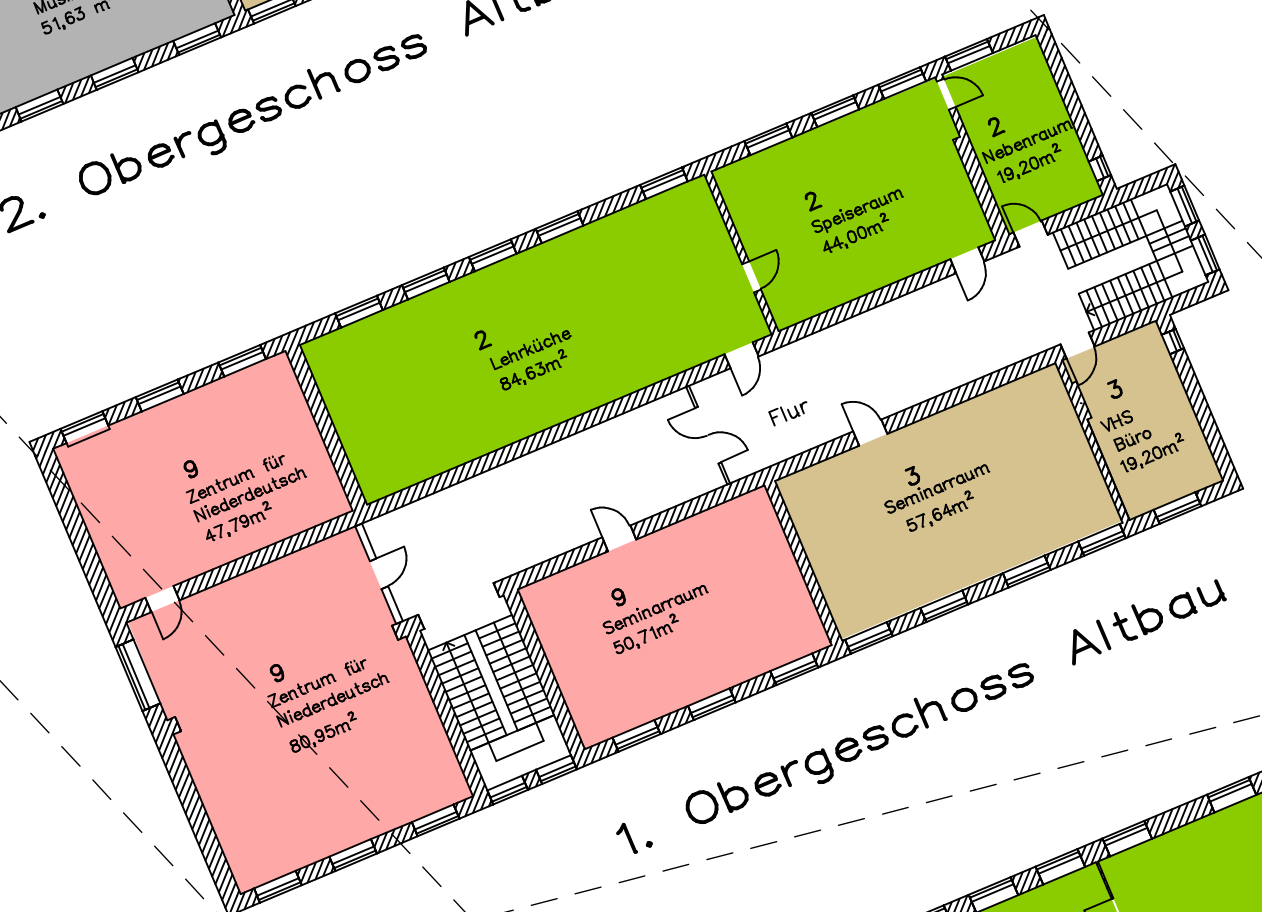 51,63 m
2. Obergeschoss
2
Nebenraum
19,20m²
2
Speiseraum
44,00m²
2
Lehrküche
84,63m²
9
Zentrum für
Niederdeutsch
47,79m²
Flur
3
VHS
Büro
19,20m²
3
Seminarraum
57,64m²
9
Seminarraum
50,71m²
9
Zentrum für
Niederdeutsch
80,95m²
1. Obergeschoss Altbau